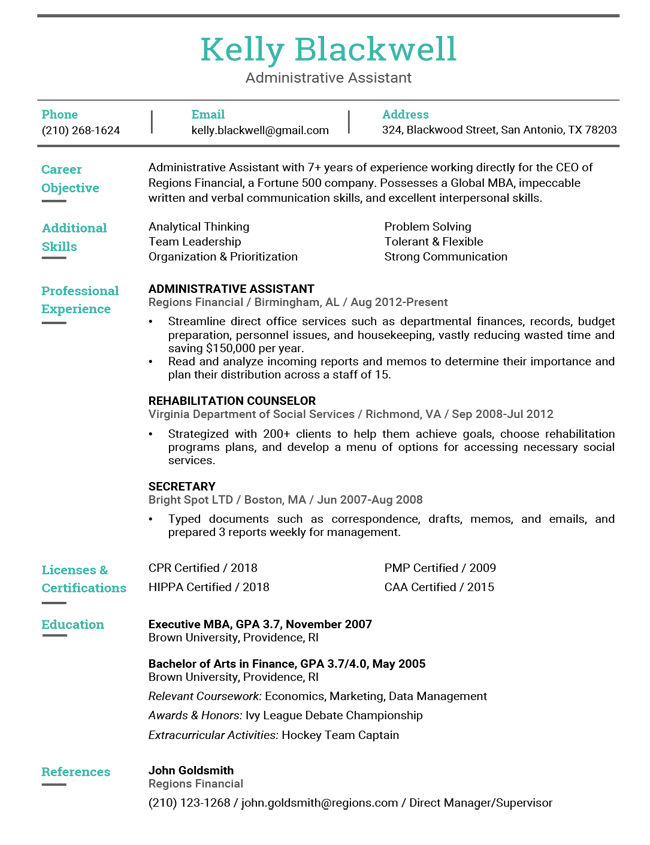 Kelly Blackwell
Administrative Assistant
Phone
(210) 268-1624
Email
kelly.blackwell@gmail.com
Address
324, Blackwood Street, San Antonio, TX 78203
Career
Objective
Administrative Assistant with 7+ years of experience working directly for the CEO of
Regions Financial, a Fortune 500 company. Possesses a Global MBA, impeccable
written and verbal communication skills, and excellent interpersonal skills.
Additional
Skills
Analytical Thinking
Team Leadership
Organization & Prioritization
Problem Solving
Tolerant & Flexible
Strong Communication
Professional
Experience
ADMINISTRATIVE ASSISTANT
Regions Financial / Birmingham, AL / Aug 2012-Present
• Streamline direct office services such as departmental finances, records, budget
preparation, personnel issues, and housekeeping, vastly reducing wasted time and
saving $150,000 per year.
• Read and analyze incoming reports and memos to determine their importance and
plan their distribution across a staff of 15.
REHABILITATION COUNSELOR
Virginia Department of Social Services / Richmond, VA / Sep 2008-Jul 2012
• Strategized with 200+ clients to help them achieve goals, choose rehabilitation
programs plans, and develop a menu of options for accessing necessary social
services.
SECRETARY
Bright Spot LTD / Boston, MA / Jun 2007-Aug 2008
• Typed documents such as correspondence, drafts, memos, and emails, and
prepared 3 reports weekly for management.
Licenses &
Certifications
CPR Certified / 2018
HIPPA Certified / 2018
PMP Certified / 2009
CAA Certified / 2015
Education
Executive MBA, GPA 3.7, November 2007
Brown University, Providence, RI
Bachelor of Arts in Finance, GPA 3.7/4.0, May 2005
Brown University, Providence, RI
Relevant Coursework: Economics, Marketing, Data Management
Awards & Honors: Ivy League Debate Championship
Extracurricular Activities: Hockey Team Captain
References
John Goldsmith
Regions Financial
(210) 123-1268 / john.goldsmith@regions.com / Direct Manager/Supervisor